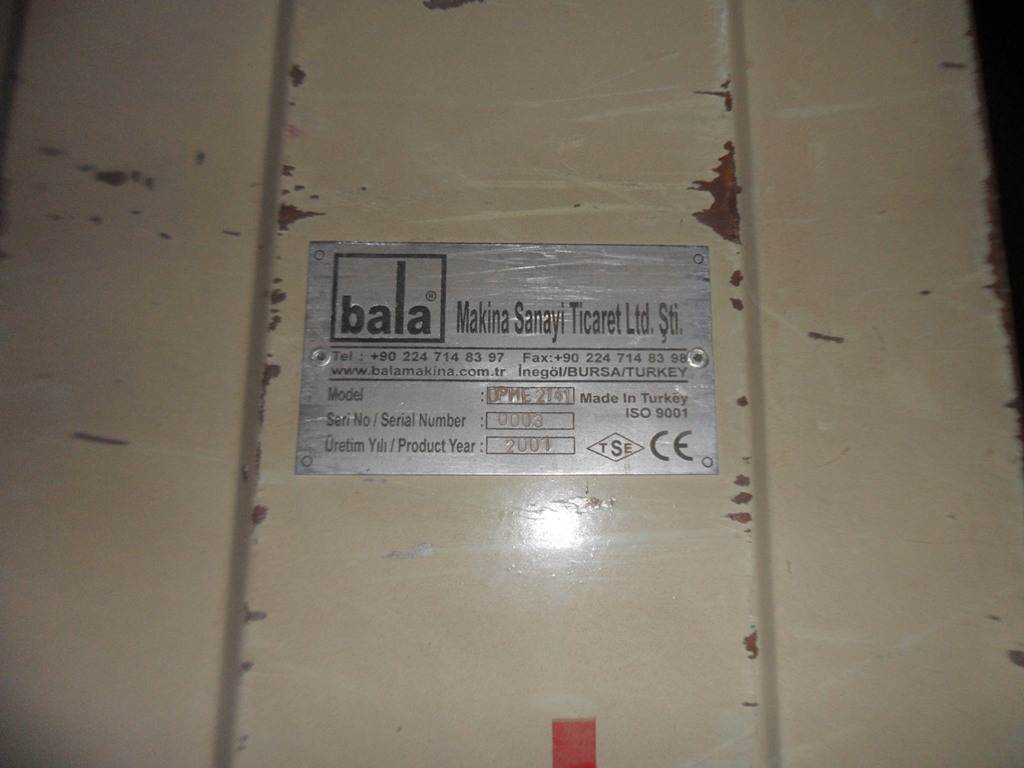 bala® Makina Sanayi Ticaret Ltd. Şti.
Tel : +90 224 714 83 97 Fax:+90 224 714 83 98
www.balamakina.com.tr İnegöl/BURSA/TURKEY
Model : 2141 Made In Turkey
ISO 9001
Seri No / Serial Number : 0003
Üretim Yılı / Product Year : 2001 TSE CE